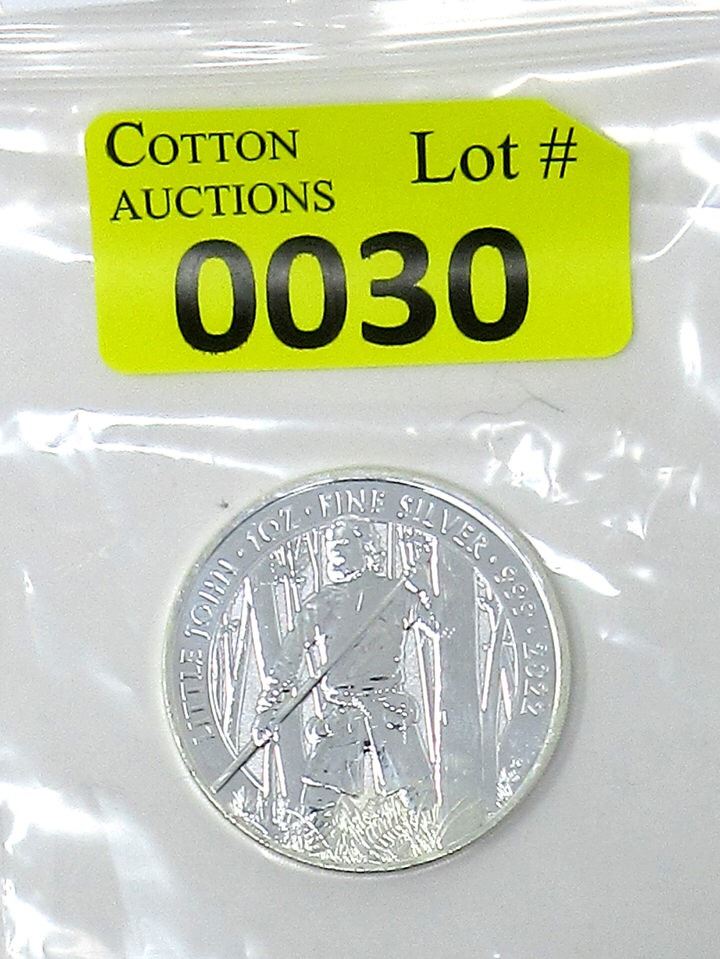 COTTON
AUCTIONS
Lot #
0030
LITTLE JOHN · 1OZ · FINE SILVER · 999 · 2022